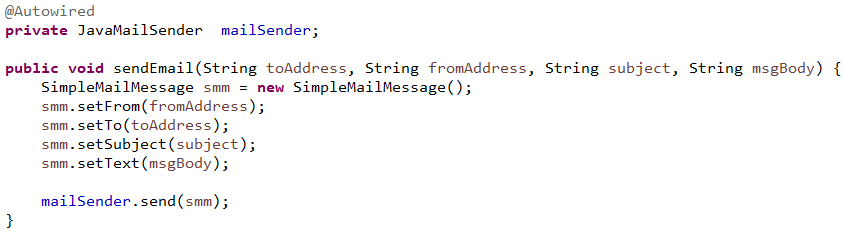 @Autowired
private JavaMailSender  mailSender;

public void sendEmail(String toAddress, String fromAddress, String subject, String msgBody) {
    SimpleMailMessage smm = new SimpleMailMessage();
    smm.setFrom(fromAddress);
    smm.setTo(toAddress);
    smm.setSubject(subject);
    smm.setText(msgBody);

    mailSender.send(smm);
}